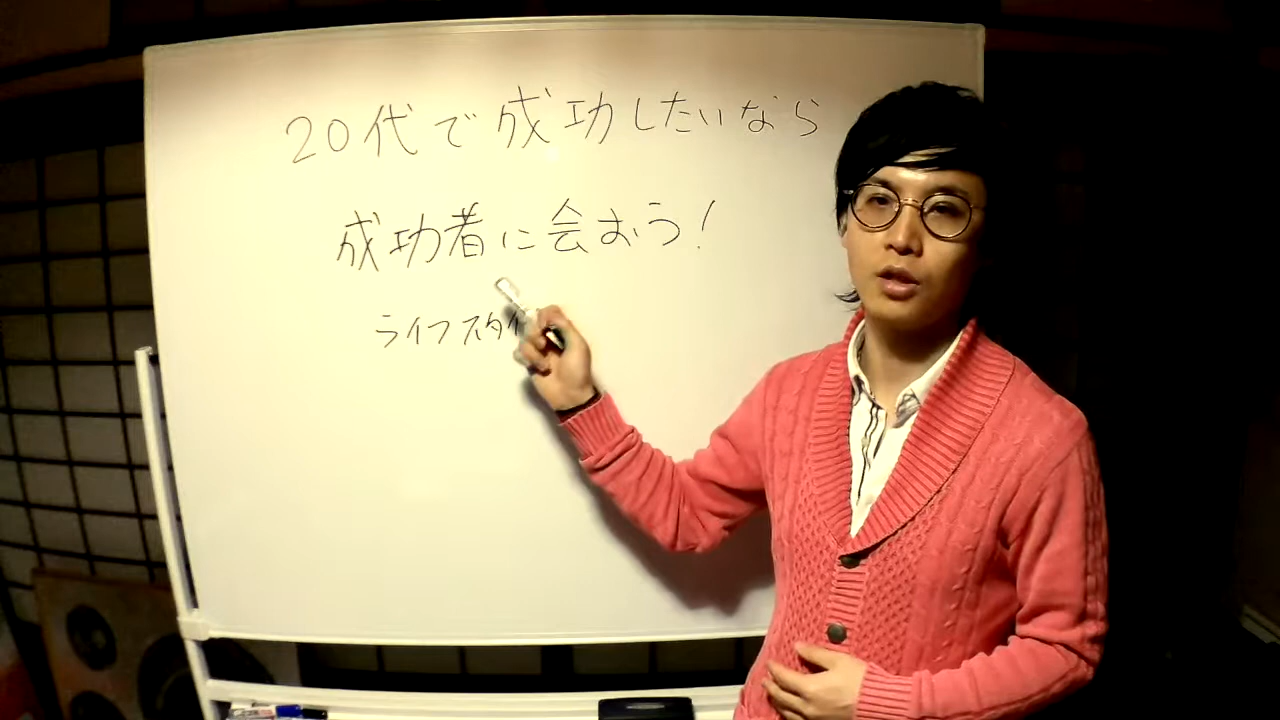 20代で成功したいなら
成功者に会おう！
ライフスタイ